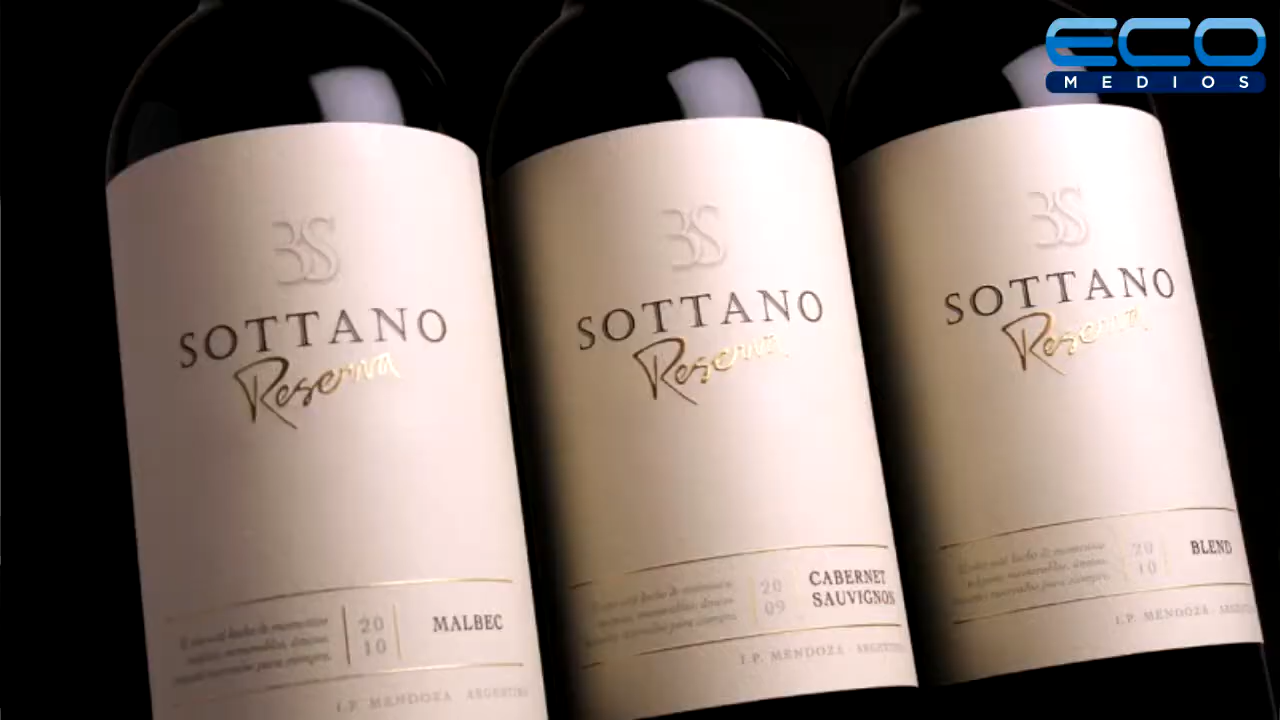 ECO
MEDIOS
BS
SOTTANO
Reserva
20
10
MALBEC
I.P. MENDOZA ARGENTINA
BS
SOTTANO
Reserva
20
09
CABERNET
SAUVIGNON
I.P. MENDOZA ARGENTINA
BS
SOTTANO
Reserva
20
10
BLEND
I.P. MENDOZA ARGENTINA